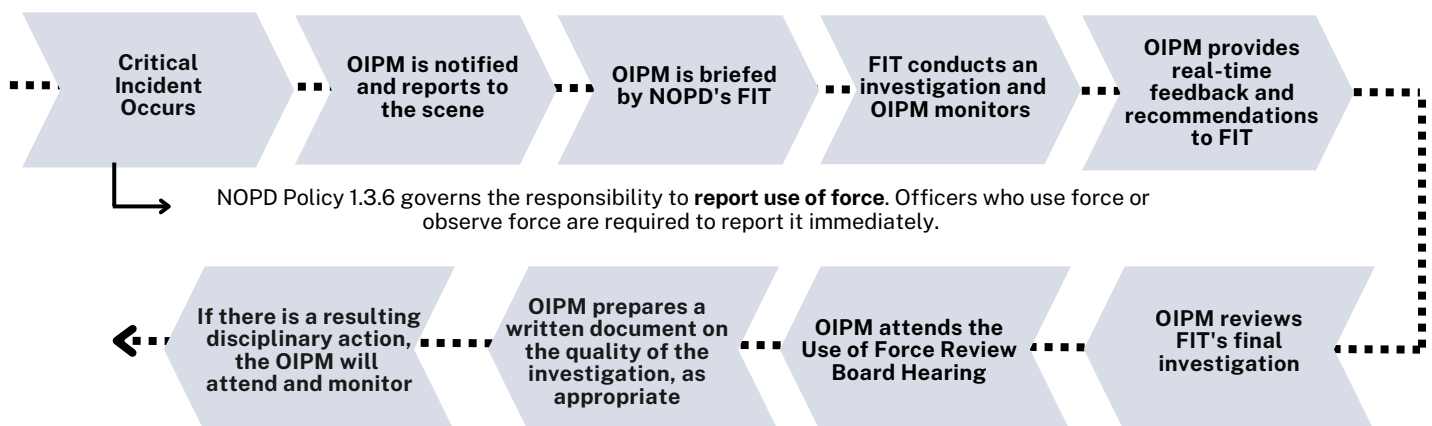 Critical
Incident
Occurs
OIPM is notified
and reports to
the scene
OIPM is briefed
by NOPD's FIT
FIT conducts an
investigation and
OIPM monitors
OIPM provides
real-time
feedback and
recommendations
to FIT
NOPD Policy 1.3.6 governs the responsibility to report use of force. Officers who use force or
observe force are required to report it immediately.
OIPM reviews
FIT's final
investigation
OIPM attends the
Use of Force Review
Board Hearing
OIPM prepares a
written document on
the quality of the
investigation, as
appropriate
If there is a resulting
disciplinary action,
the OIPM will
attend and monitor